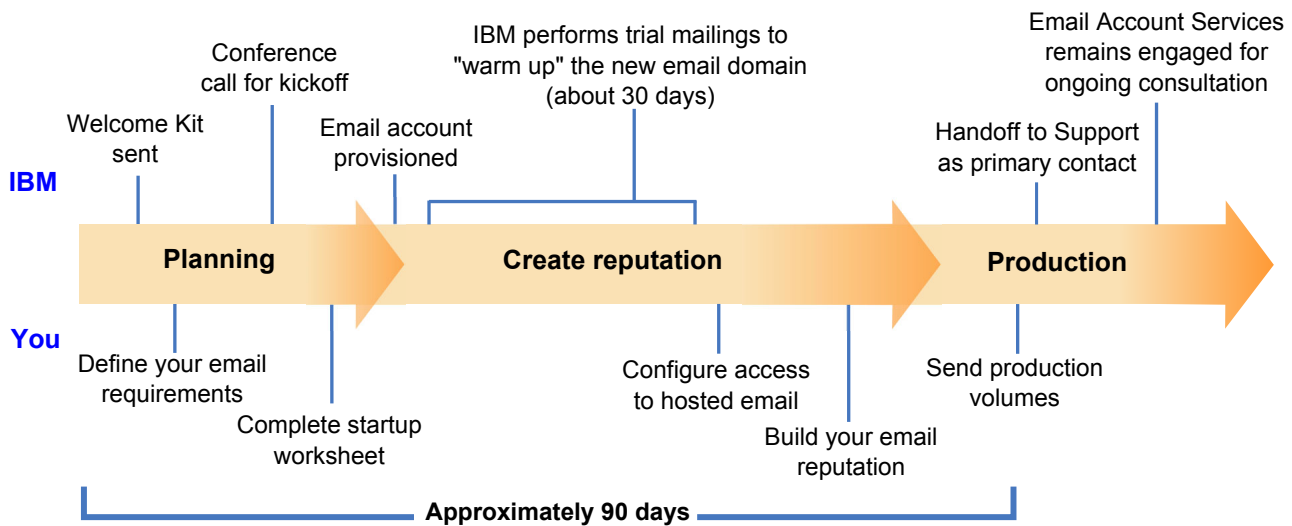 Conference
call for kickoff
IBM performs trial mailings to
"warm up" the new email domain
(about 30 days)
Email Account Services
remains engaged for
ongoing consultation
Welcome Kit
sent
Email account
provisioned
Handoff to Support
as primary contact
IBM
Planning
Create reputation
Production
You
Define your email
requirements
Complete startup
worksheet
Configure access
to hosted email
Build your email
reputation
Send production
volumes
Approximately 90 days